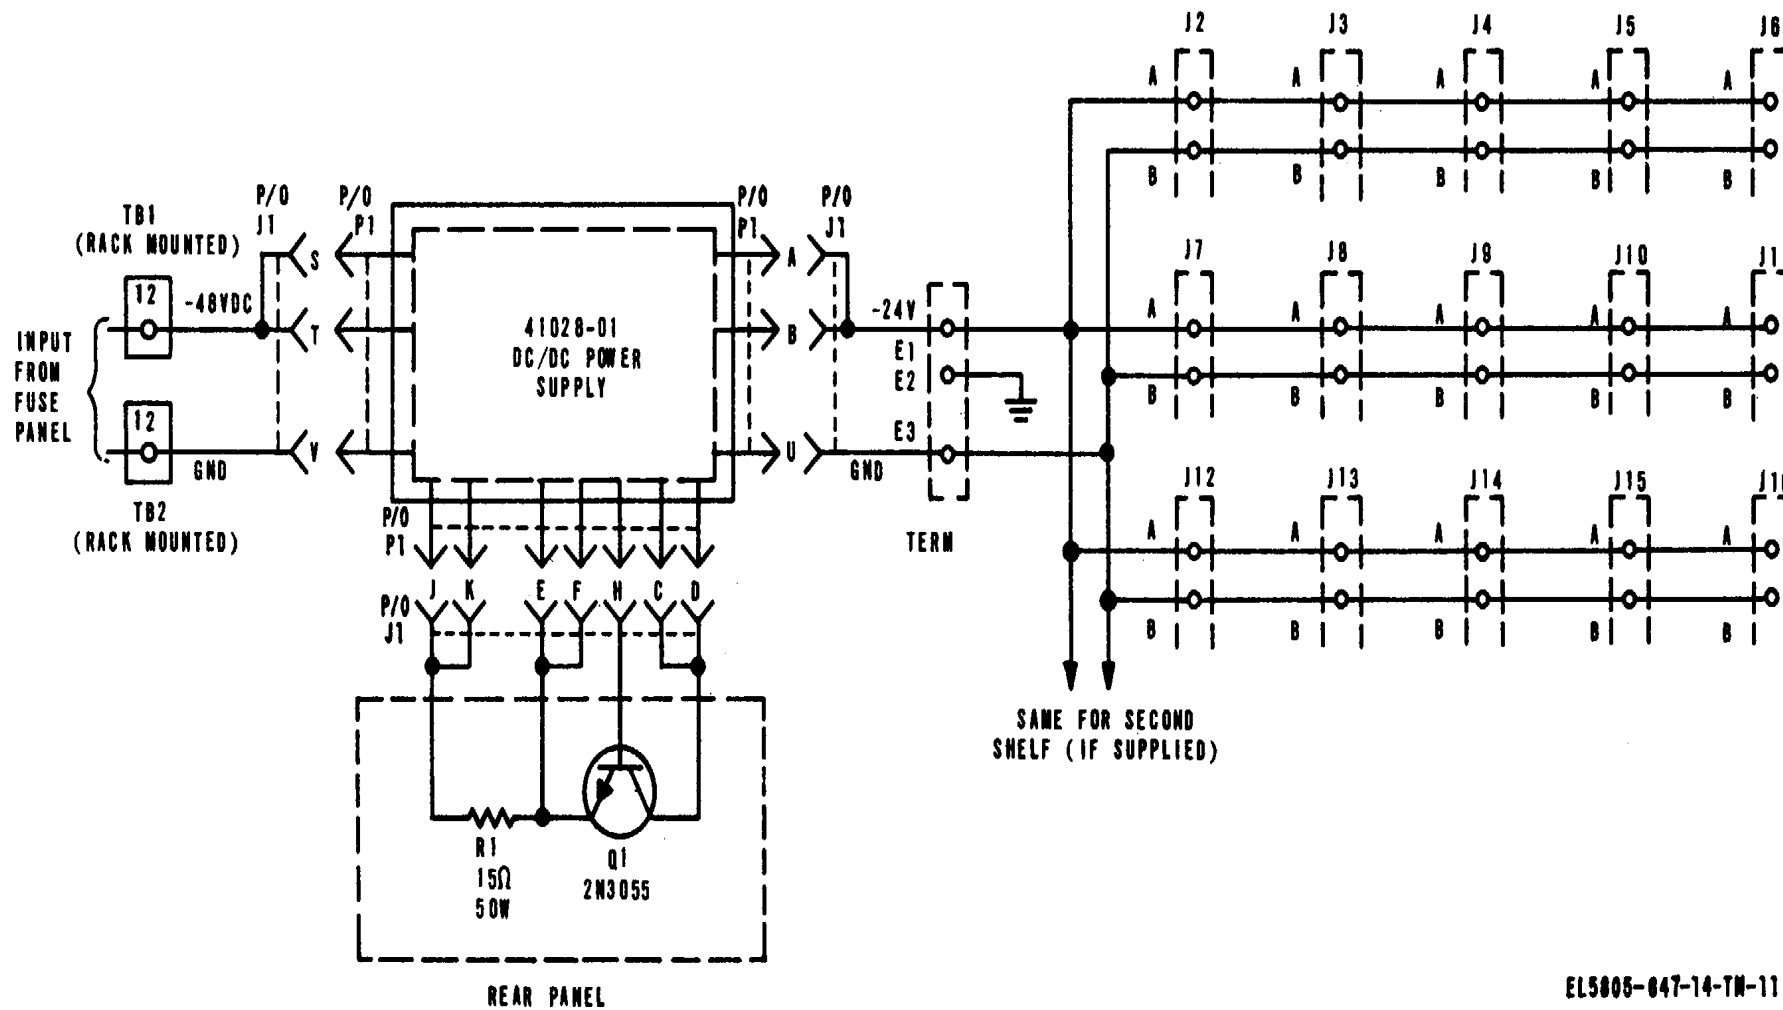 J2 J3 J4 J5 J6
A A A A A
B B B B B
P/O P/O P/O P/O
J1 P1 P1 J1
TB1
(RACK MOUNTED)
12
-48VDC
S
T
V
INPUT
FROM
FUSE
PANEL
12
GND
TB2
(RACK MOUNTED)
41028-01
DC/DC POWER
SUPPLY
A
B
U
-24V
E1
E2
E3
GND
TERM
J7 J8 J9 J10
A A A A A
B B B B B
J12 J13 J14 J15
A A A A A
B B B B B
P/O
P1
J K E F H C D
P/O
J1
SAME FOR SECOND
SHELF (IF SUPPLIED)
R1
15Ω
50W
Q1
2N3055
REAR PANEL
EL5805-647-14-TM-11